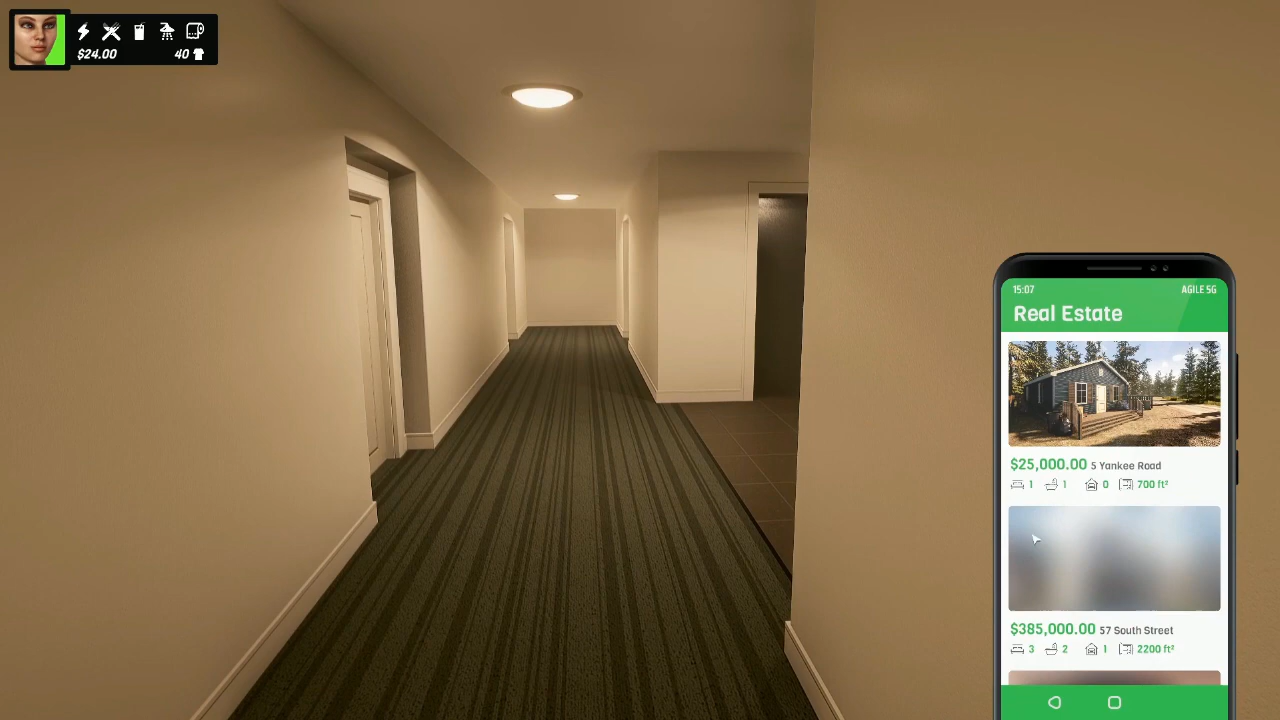 $24.00
40
15:07
AGILE 5G
Real Estate
$25,000.00 5 Yankee Road
1 1 0 700 ft²
$385,000.00 57 South Street
3 2 1 2200 ft²